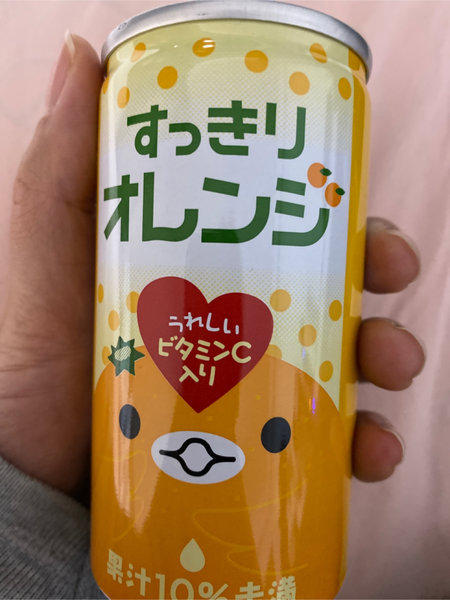 すっきり
オレンジ
うれしい
ビタミンC
入り
果汁10%未満